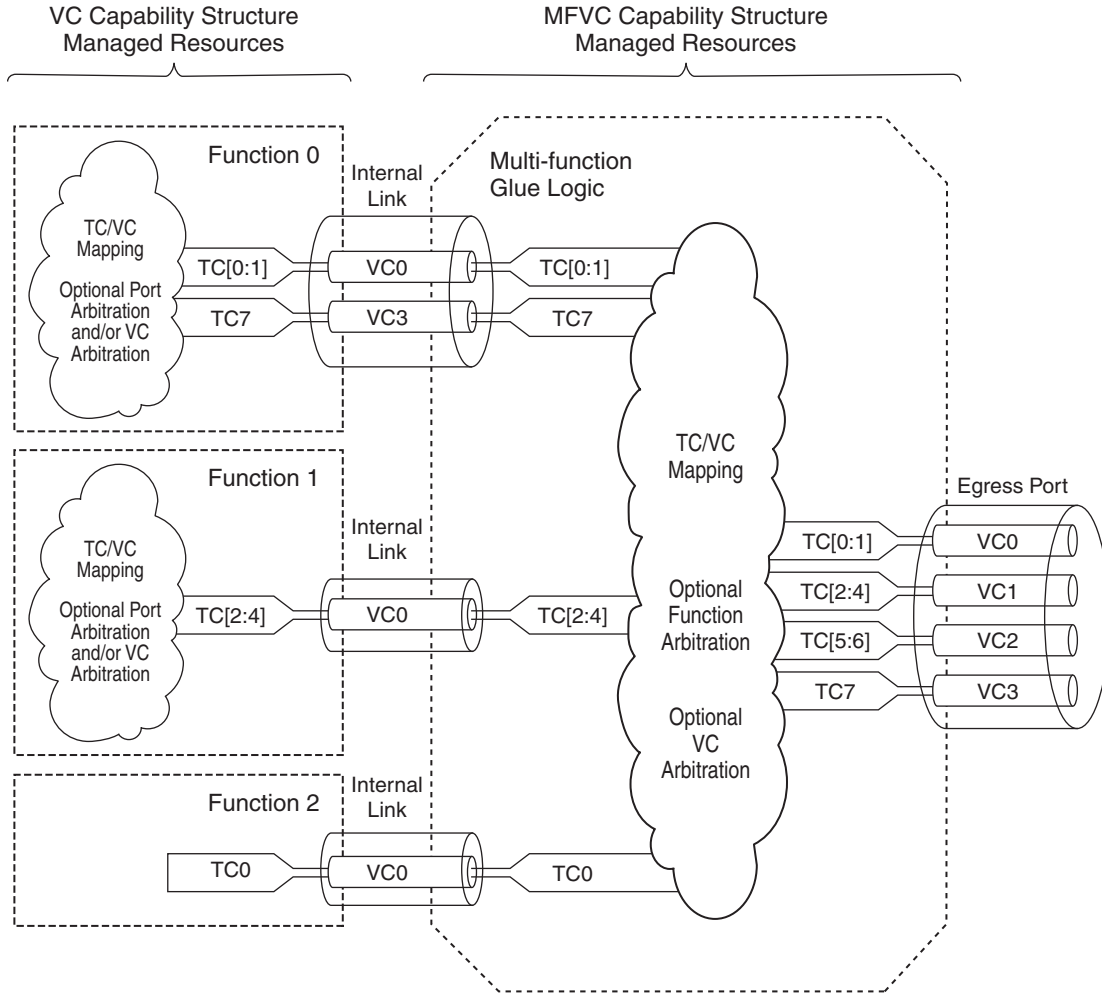 VC Capability Structure
Managed Resources
MFVC Capability Structure
Managed Resources
Function 0
TC/VC
Mapping
Optional Port
Arbitration
and/or VC
Arbitration
TC[0:1]
TC7
Internal
Link
VC0
VC3
Multi-function
Glue Logic
TC[0:1]
TC7
Function 1
TC/VC
Mapping
Optional Port
Arbitration
and/or VC
Arbitration
TC[2:4]
Internal
Link
VC0
TC[2:4]
Function 2
TC0
Internal
Link
VC0
TC0
TC/VC
Mapping
Optional
Function
Arbitration
Optional
VC
Arbitration
Egress Port
TC[0:1]
VC0
TC[2:4]
VC1
TC[5:6]
VC2
TC7
VC3